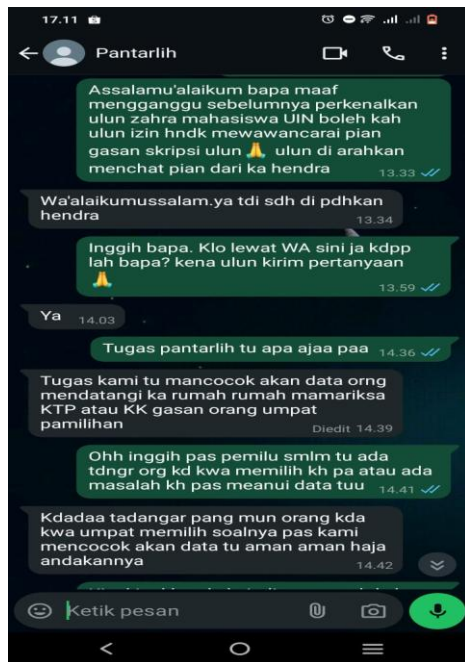 17.11
Pantarlih
Assalamu'alaikum bapa maaf
mengganggu sebelumnya perkenalkan
ulun zahra mahasiswa UIN boleh kah
ulun izin hndk mewawancarai pian
gasan skripsi ulun 🙏 ulun di arahkan
menchat pian dari ka hendra
13.33
Wa'alaikumussalam.ya tdi sdh di pdhkan
hendra
13.34
Inggih bapa. Klo lewat WA sini ja kdpp
lah bapa? kena ulun kirim pertanyaan
🙏
13.59
Ya 14.03
Tugas pantarlih tu apa ajaa paa 14.36
Tugas kami tu mancocok akan data orng
mendatangi ka rumah rumah mamariksa
KTP atau KK gasan orang umpat
pamilihan
Diedit 14.39
Ohh inggih pas pemilu smlm tu ada
tdngr org kd kwa memilih kh pa atau ada
masalah kh pas meanui data tuu 14.41
Kdadaa tadangar pang mun orang kda
kwa umpat memilih soalnya pas kami
mencocok akan data tu aman aman haja
andakannya
14.42
Ketik pesan